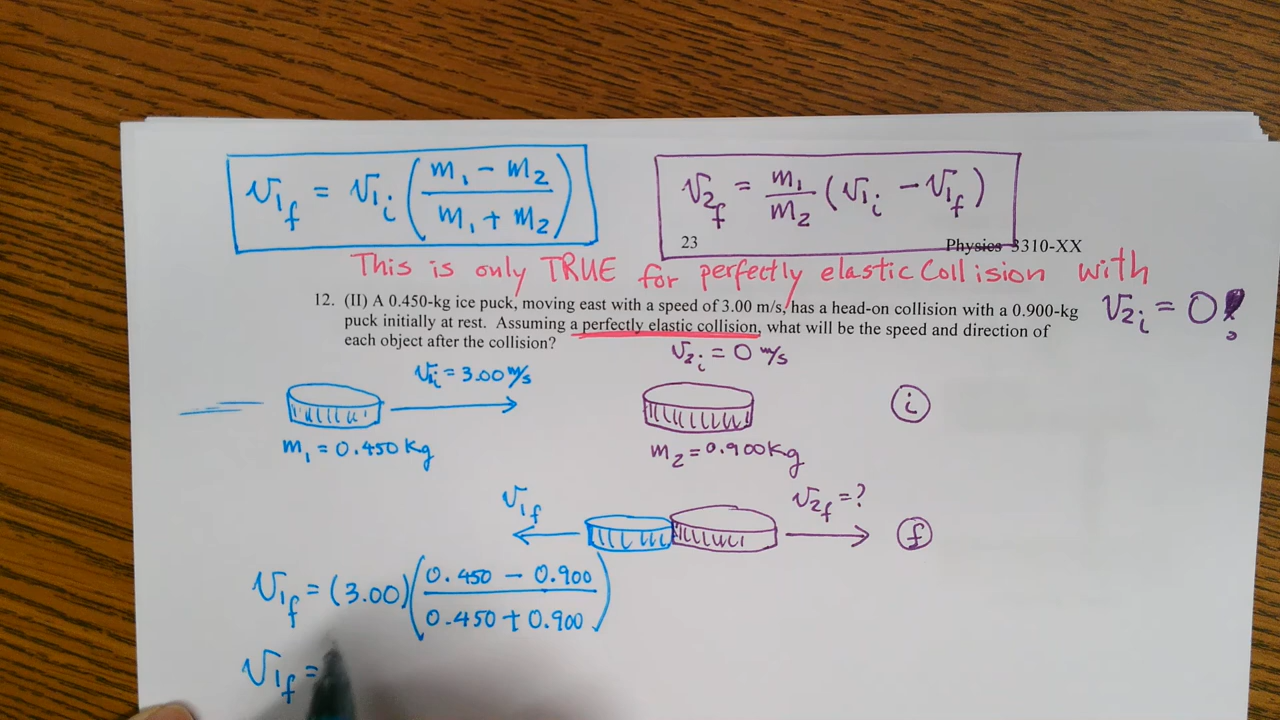 v1f = v1i (m1 - m2 / m1 + m2)
v2f = m1/m2 (v1i - v1f)
23
Physics 3310-XX
This is only TRUE for perfectly elastic Collision with
v2i = 0!
12. (II) A 0.450-kg ice puck, moving east with a speed of 3.00 m/s, has a head-on collision with a 0.900-kg
puck initially at rest. Assuming a perfectly elastic collision, what will be the speed and direction of
each object after the collision?
v2i = 0 m/s
v1i = 3.00 m/s
i
m1 = 0.450 kg
m2 = 0.900 kg
v1f
v2f = ?
f
v1f = (3.00) (0.450 - 0.900 / 0.450 + 0.900)
v1f =